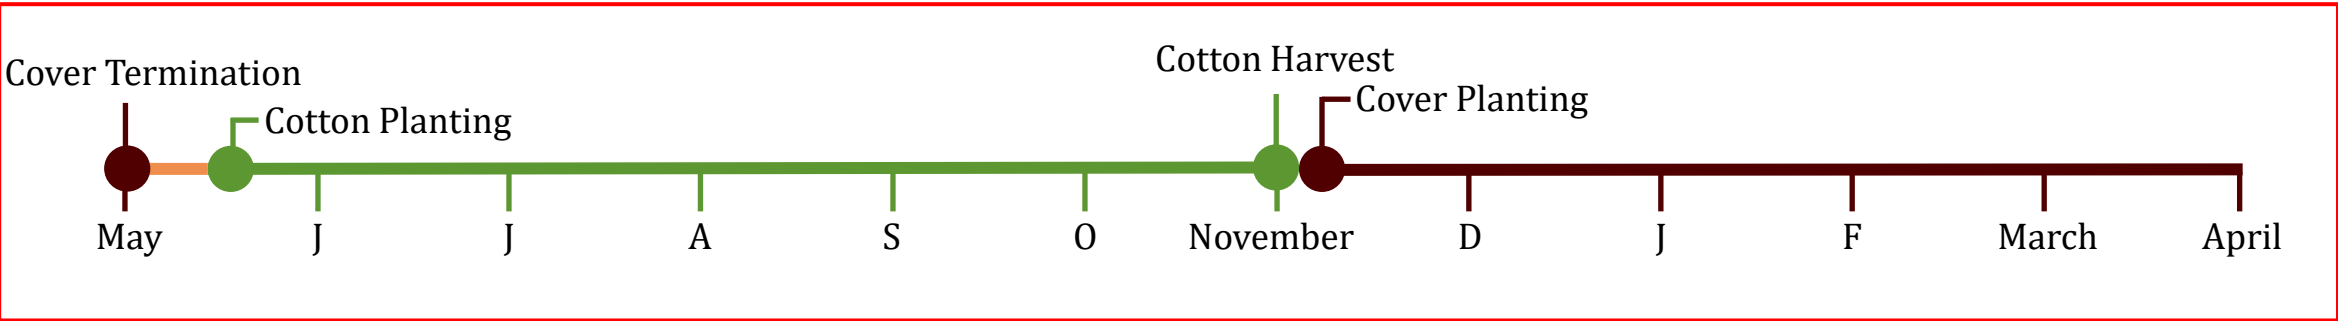 Cotton Harvest
Cover Termination
Cover Planting
Cotton Planting
May J J A S O November D J F March April